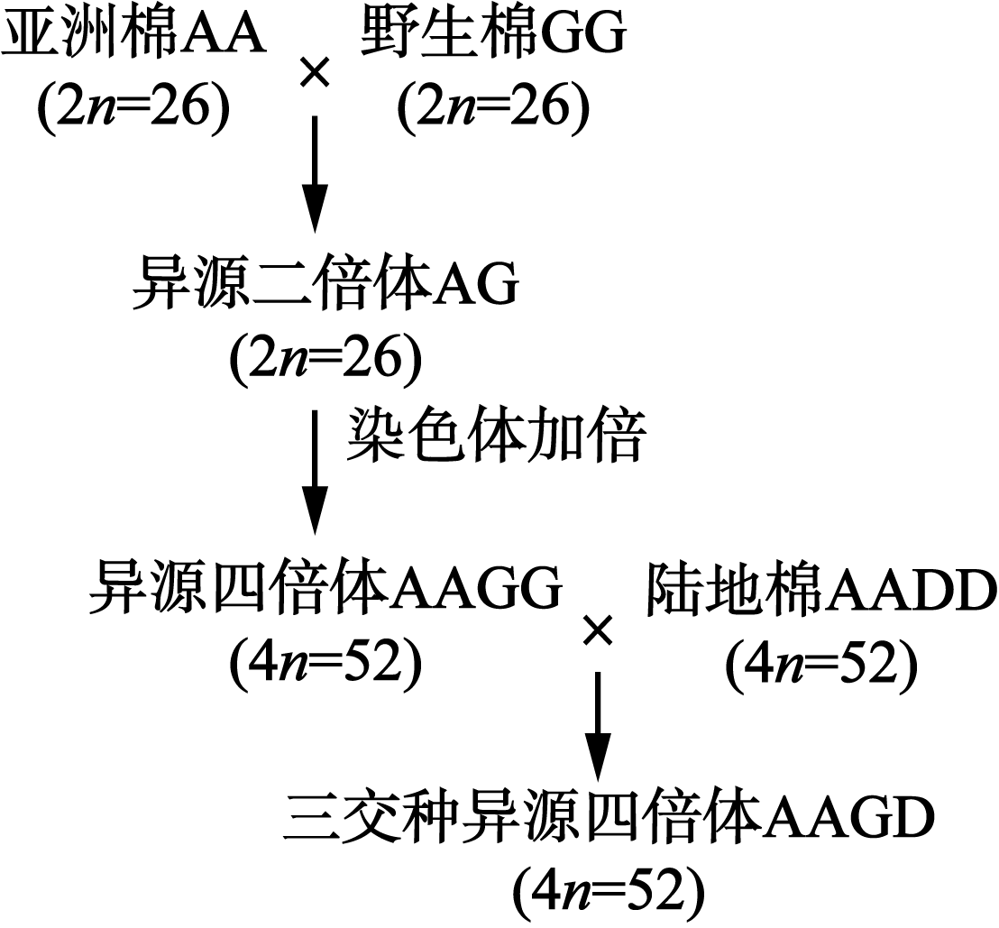 亚洲棉AA × 野生棉GG
(2n=26) (2n=26)
异源二倍体AG
(2n=26)
染色体加倍
异源四倍体AAGG × 陆地棉AADD
(4n=52) (4n=52)
三交种异源四倍体AAGD
(4n=52)